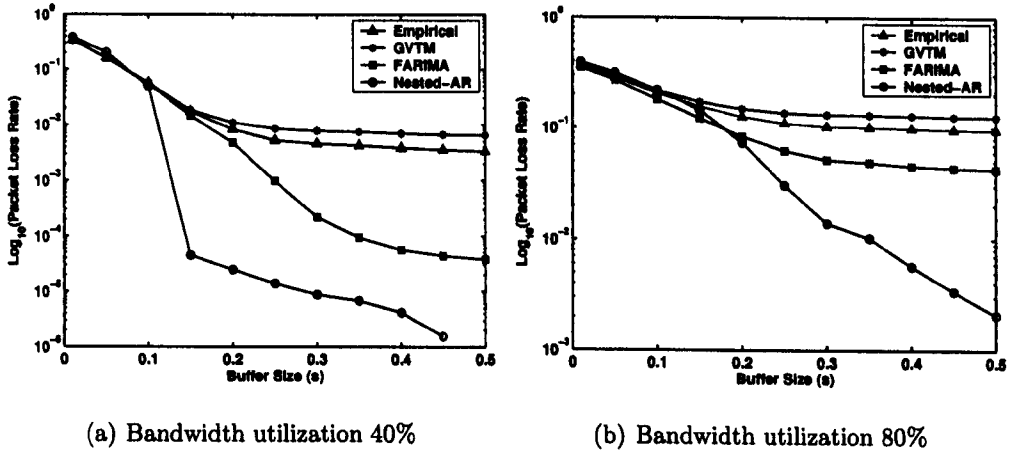 10⁰
10⁻¹
10⁻²
10⁻³
10⁻⁴
10⁻⁵
10⁻⁶
Log₁₀(Packet Loss Rate)
0
0.1
0.2
0.3
0.4
0.5
Buffer Size (s)
Empirical
GVTM
FARIMA
Nested-AR
(a) Bandwidth utilization 40%
10⁰
10⁻¹
10⁻²
10⁻³
Log₁₀(Packet Loss Rate)
0
0.1
0.2
0.3
0.4
0.5
Buffer Size (s)
Empirical
GVTM
FARIMA
Nested-AR
(b) Bandwidth utilization 80%